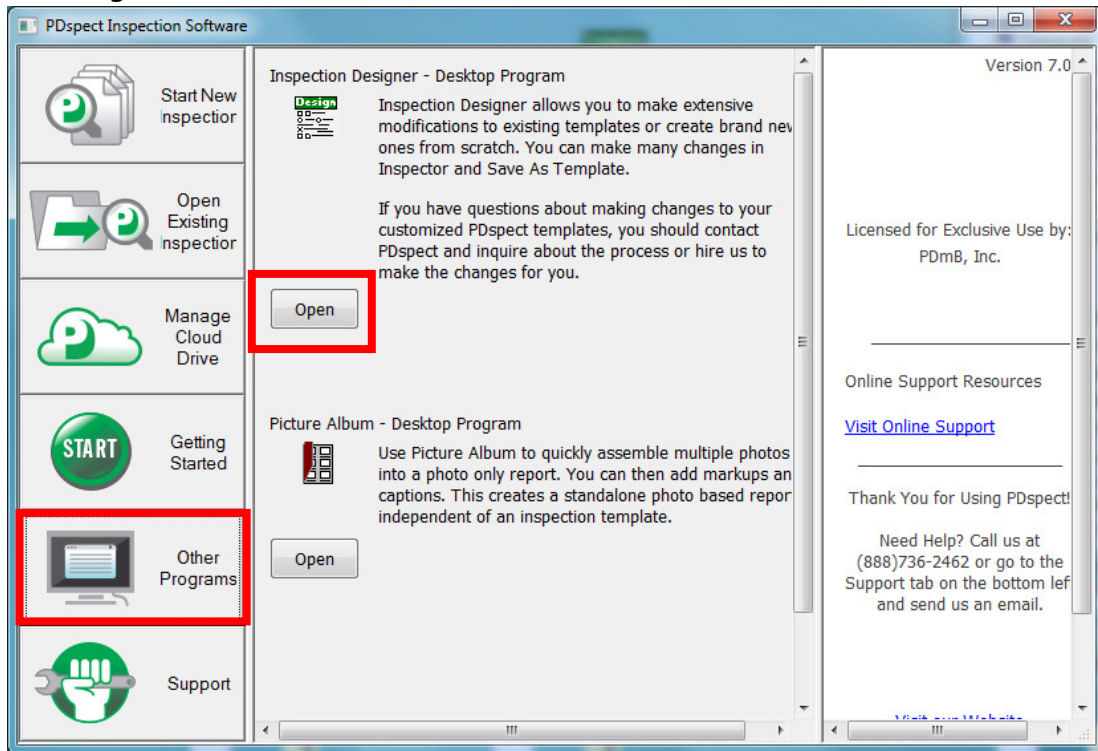 PDspect Inspection Software
Start New
Inspection
Open
Existing
Inspection
Manage
Cloud
Drive
START
Getting
Started
Other
Programs
Support
Inspection Designer - Desktop Program
Design
Inspection Designer allows you to make extensive
modifications to existing templates or create brand new
ones from scratch. You can make many changes in
Inspector and Save As Template.
If you have questions about making changes to your
customized PDspect templates, you should contact
PDspect and inquire about the process or hire us to
make the changes for you.
Open
Picture Album - Desktop Program
Use Picture Album to quickly assemble multiple photos
into a photo only report. You can then add markups an
captions. This creates a standalone photo based repor
independent of an inspection template.
Open
Version 7.0
Licensed for Exclusive Use by:
PDmB, Inc.
Online Support Resources
Visit Online Support
Thank You for Using PDspect!
Need Help? Call us at
(888)736-2462 or go to the
Support tab on the bottom lef
and send us an email.
Visit our Website